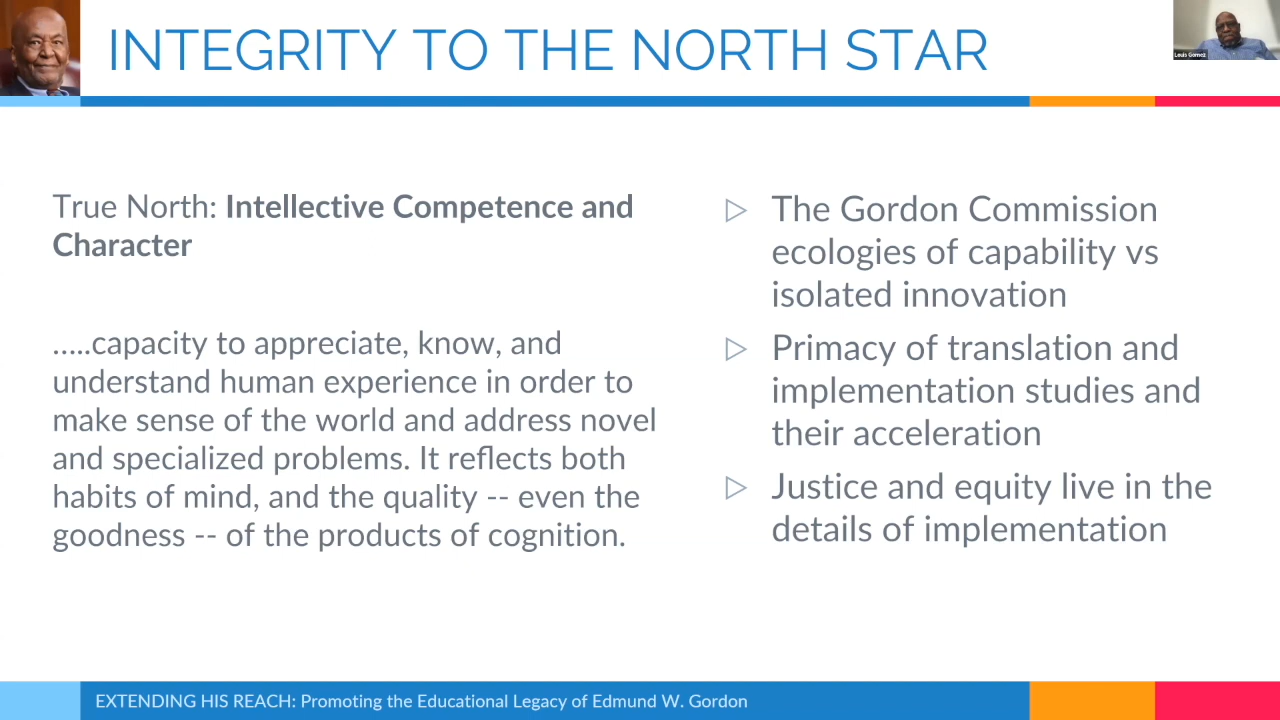 INTEGRITY TO THE NORTH STAR
Louis Gomez
True North: Intellective Competence and
Character
.....capacity to appreciate, know, and
understand human experience in order to
make sense of the world and address novel
and specialized problems. It reflects both
habits of mind, and the quality -- even the
goodness -- of the products of cognition.
▷ The Gordon Commission
ecologies of capability vs
isolated innovation
▷ Primacy of translation and
implementation studies and
their acceleration
▷ Justice and equity live in the
details of implementation
EXTENDING HIS REACH: Promoting the Educational Legacy of Edmund W. Gordon